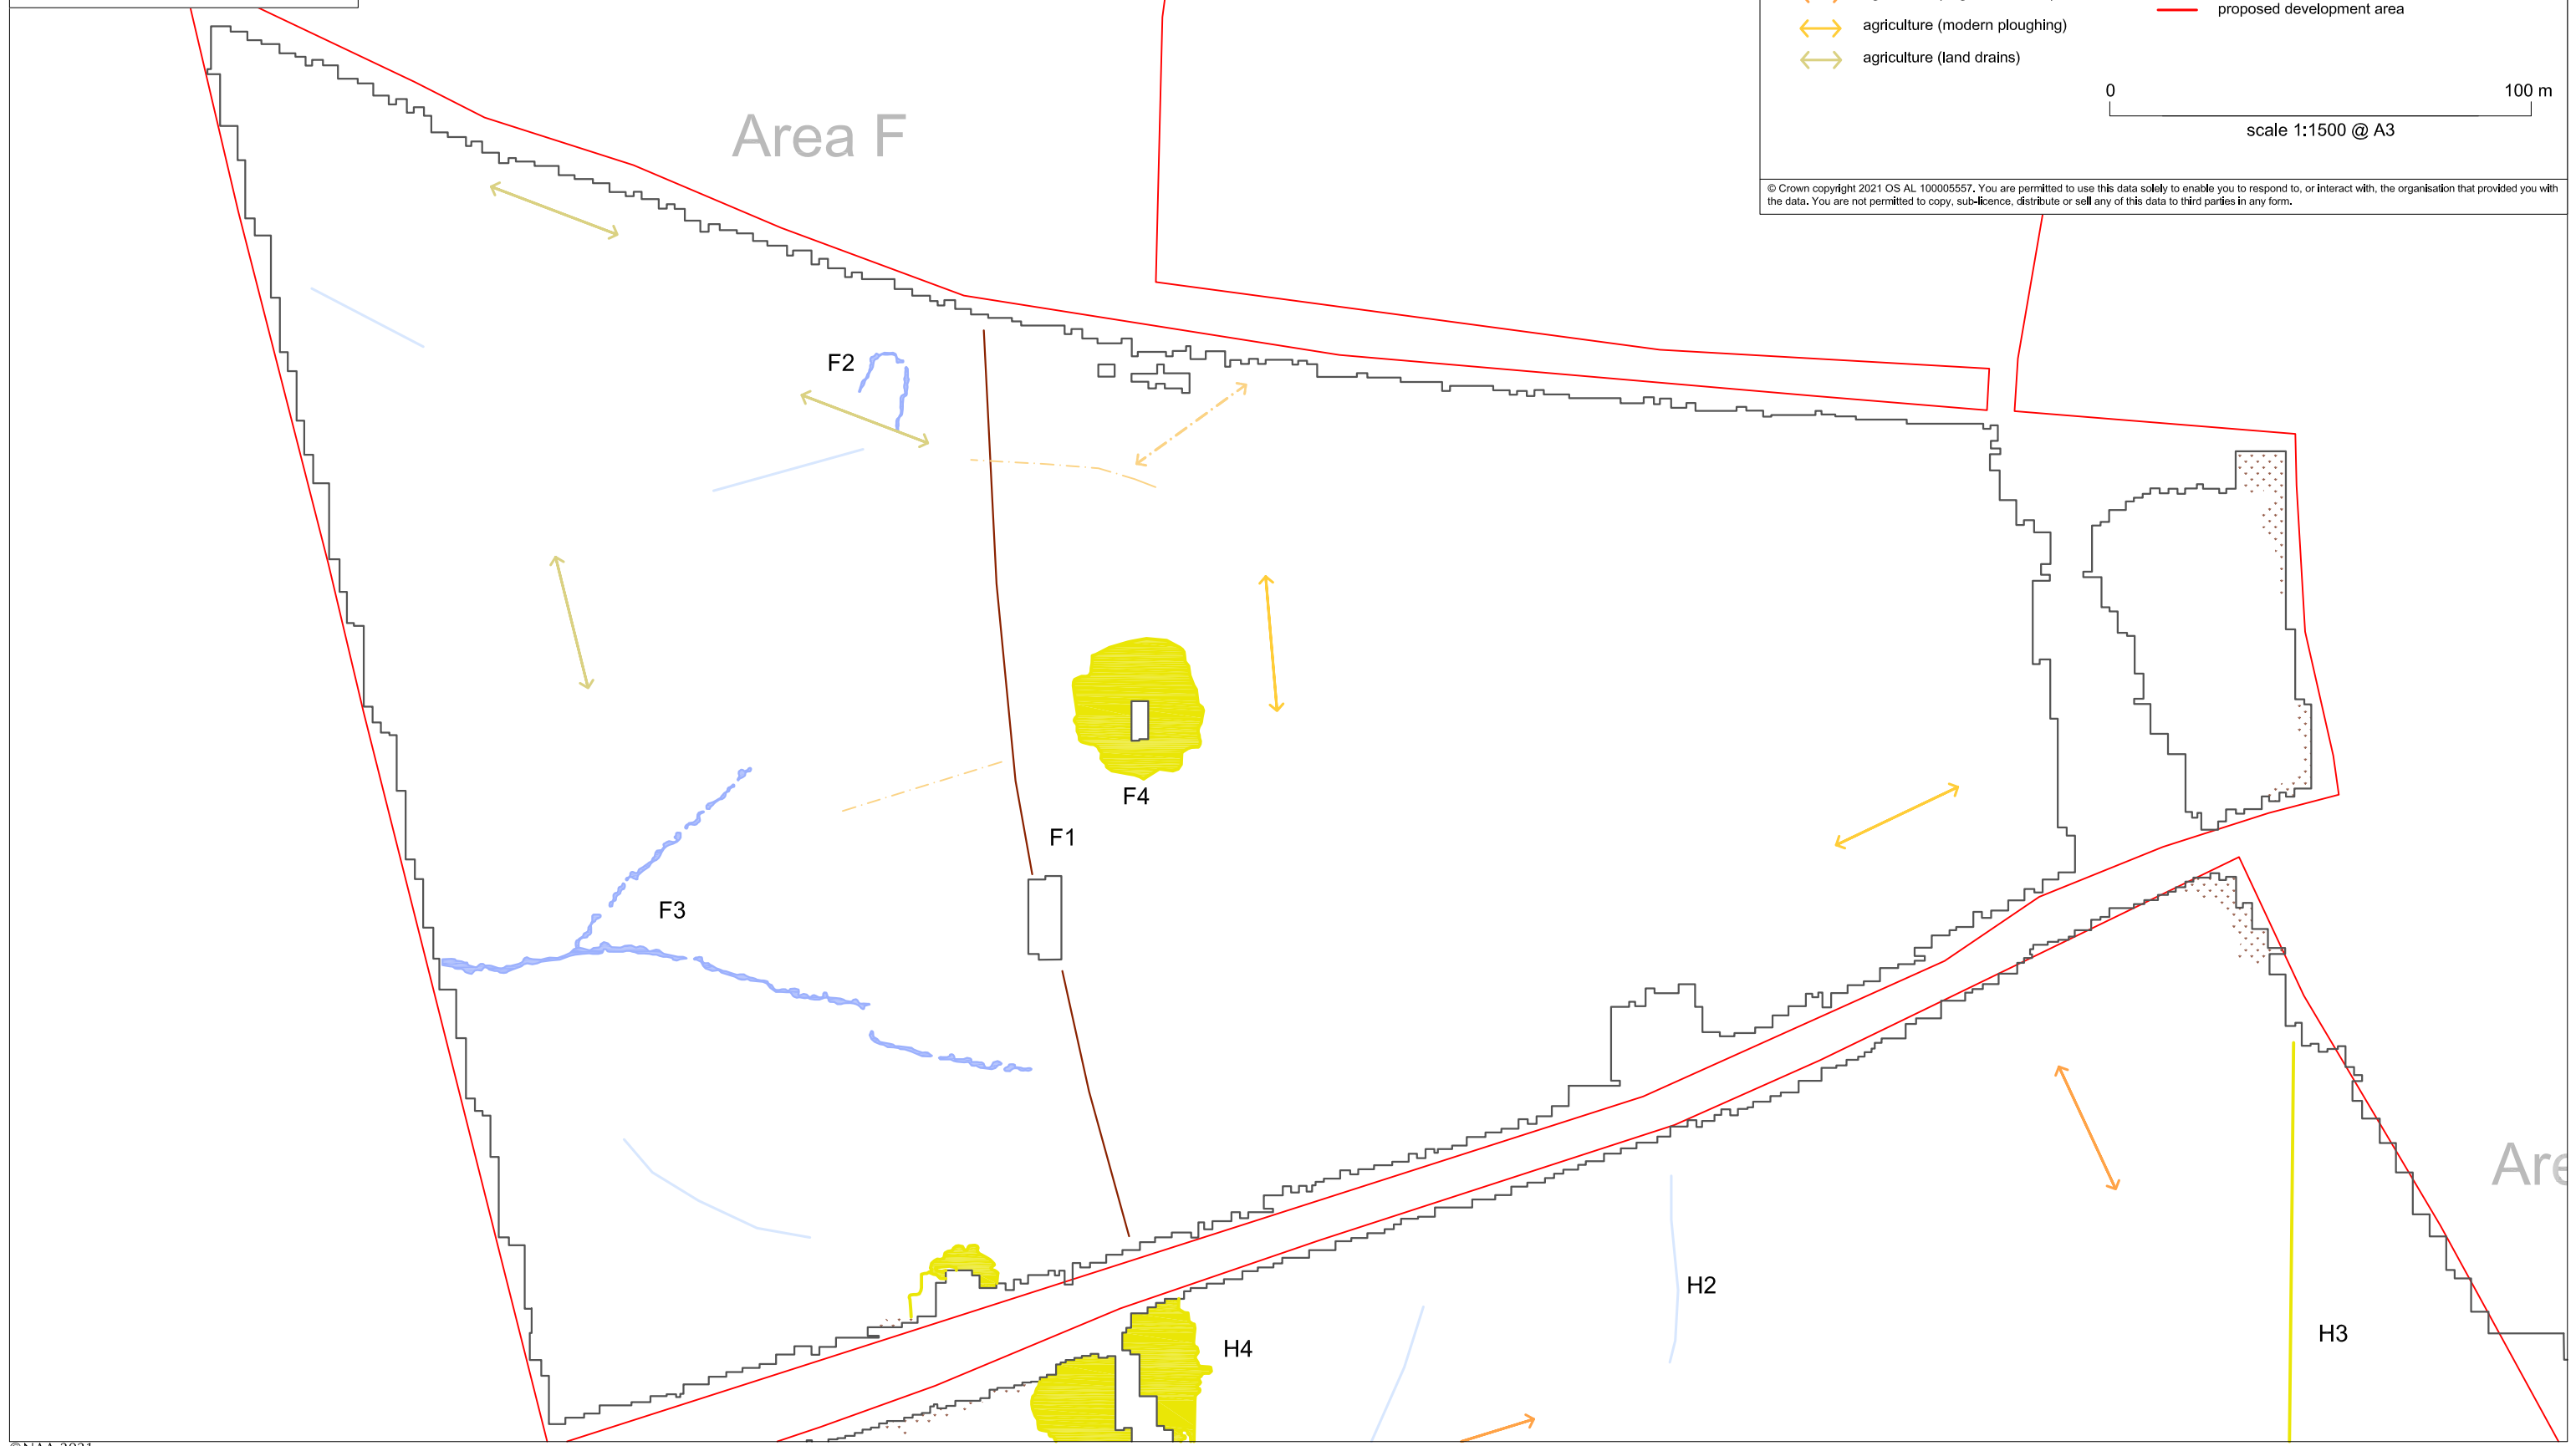 proposed development area
agriculture (modern ploughing)
agriculture (land drains)
0 100 m
scale 1:1500 @ A3
© Crown copyright 2021 OS AL 100005557. You are permitted to use this data solely to enable you to respond to, or interact with, the organisation that provided you with
the data. You are not permitted to copy, sub-licence, distribute or sell any of this data to third parties in any form.
Area F
F2
F4
F1
F3
Are
H2
H3
H4
©NAA 2021